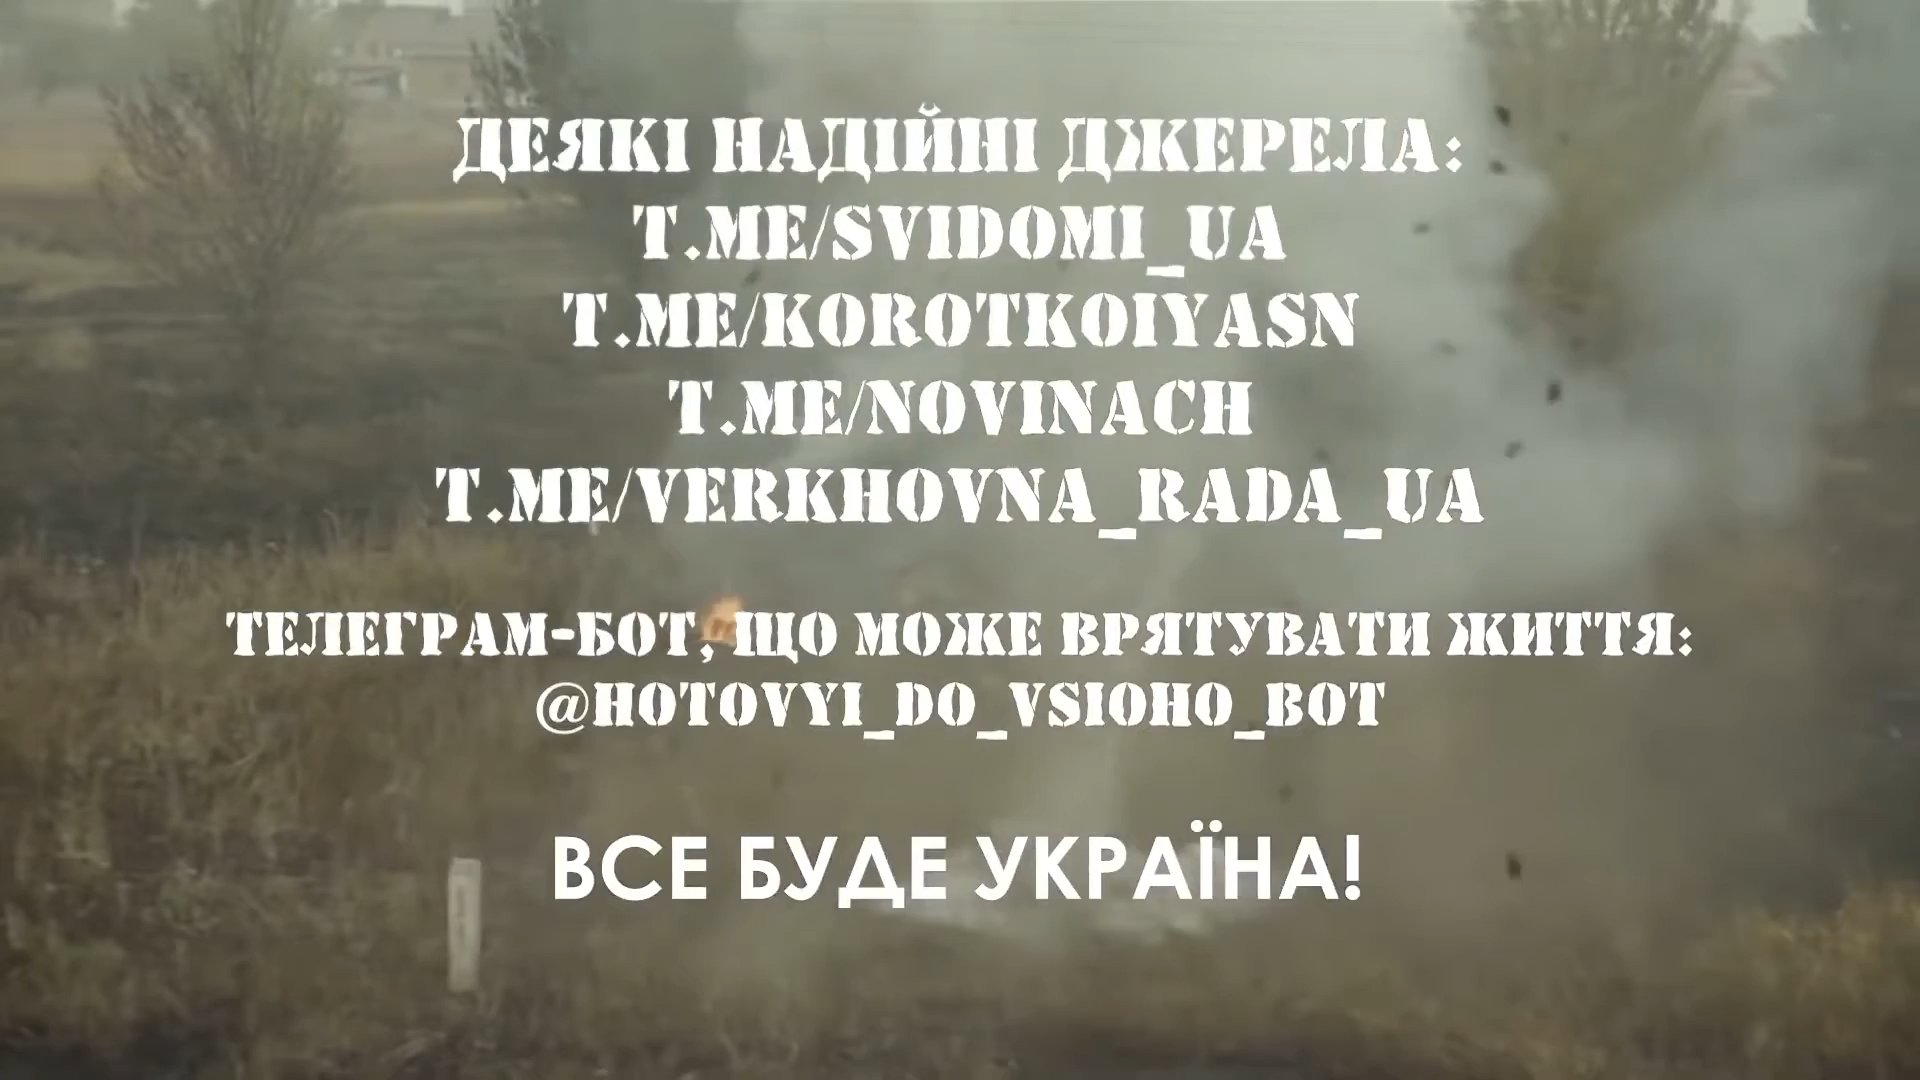 ДЕЯКІ НАДІЙНІ ДЖЕРЕЛА:
T.ME/SVIDOMI_UA
T.ME/KOROTKOIYASN
T.ME/NOVINACH
T.ME/VERKHOVNA_RADA_UA
ТЕЛЕГРАМ-БОТ, ЩО МОЖЕ ВРЯТУВАТИ ЖИТТЯ:
@HOTOVYI_DO_VSIOHO_BOT
ВСЕ БУДЕ УКРАЇНА!